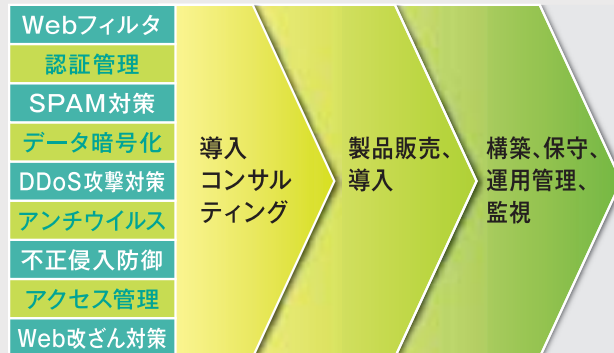 Webフィルタ
認証管理
SPAM対策
データ暗号化
DDoS攻撃対策
アンチウイルス
不正侵入防御
アクセス管理
Web改ざん対策
導入
コンサル
ティング
製品販売、
導入
構築、保守、
運用管理、
監視